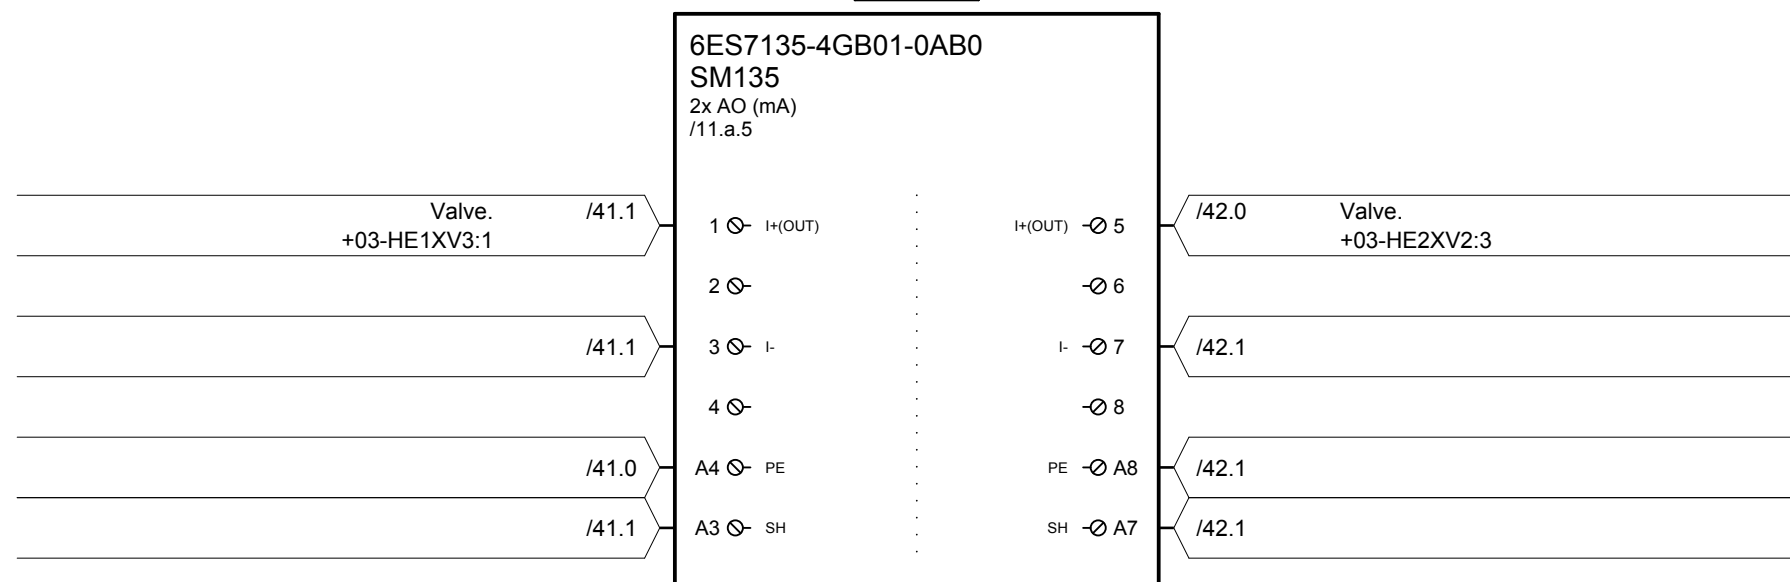 6ES7135-4GB01-0AB0
SM135
2x AO (mA)
/11.a.5
Valve. /41.1 1 I+(OUT) I+(OUT) 5 /42.0 Valve.
+03-HE1XV3:1 +03-HE2XV2:3
2 6
/41.1 3 I- I- 7 /42.1
4 8
/41.0 A4 PE PE A8 /42.1
/41.1 A3 SH SH A7 /42.1